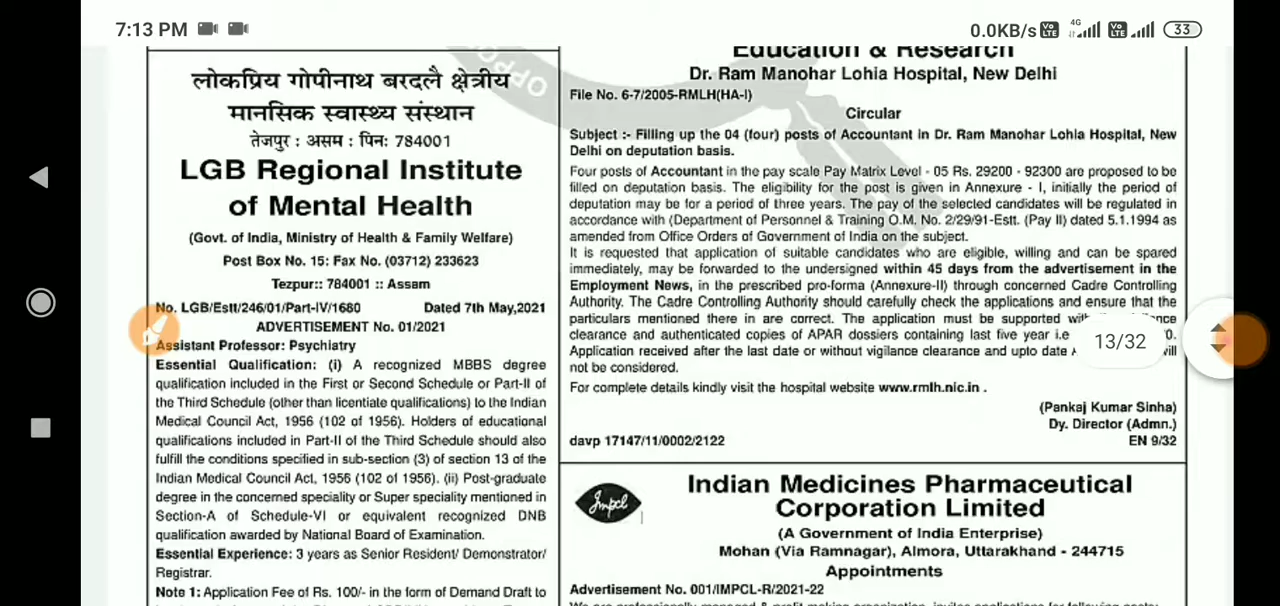 7:13 PM
0.0KB/s
Vo
LTE
4G
Vo
LTE
33
OPPO
लोकप्रिय गोपीनाथ बरदलै क्षेत्रीय
मानसिक स्वास्थ्य संस्थान
तेजपुर : असम : पिनः 784001
LGB Regional Institute
of Mental Health
(Govt. of India, Ministry of Health & Family Welfare)
Post Box No. 15: Fax No. (03712) 233623
Tezpur:: 784001 :: Assam
No. LGB/Estt/246/01/Part-IV/1680 Dated 7th May,2021
ADVERTISEMENT No. 01/2021
Assistant Professor: Psychiatry
Essential Qualification: (i) A recognized MBBS degree
qualification included in the First or Second Schedule or Part-II of
the Third Schedule (other than licentiate qualifications) to the Indian
Medical Council Act, 1956 (102 of 1956). Holders of educational
qualifications included in Part-II of the Third Schedule should also
fulfill the conditions specified in sub-section (3) of section 13 of the
Indian Medical Council Act, 1956 (102 of 1956). (ii) Post-graduate
degree in the concerned speciality or Super speciality mentioned in
Section-A of Schedule-VI or equivalent recognized DNB
qualification awarded by National Board of Examination.
Essential Experience: 3 years as Senior Resident/ Demonstrator/
Registrar.
Note 1: Application Fee of Rs. 100/- in the form of Demand Draft to
Education & Research
Dr. Ram Manohar Lohia Hospital, New Delhi
File No. 6-7/2005-RMLH(HA-I)
Circular
Subject :- Filling up the 04 (four) posts of Accountant in Dr. Ram Manohar Lohia Hospital, New
Delhi on deputation basis.
Four posts of Accountant in the pay scale Pay Matrix Level - 05 Rs. 29200 - 92300 are proposed to be
filled on deputation basis. The eligibility for the post is given in Annexure - I, initially the period of
deputation may be for a period of three years. The pay of the selected candidates will be regulated in
accordance with (Department of Personnel & Training O.M. No. 2/29/91-Estt. (Pay II) dated 5.1.1994 as
amended from Office Orders of Government of India on the subject.
It is requested that application of suitable candidates who are eligible, willing and can be spared
immediately, may be forwarded to the undersigned within 45 days from the advertisement in the
Employment News, in the prescribed pro-forma (Annexure-II) through concerned Cadre Controlling
Authority. The Cadre Controlling Authority should carefully check the applications and ensure that the
particulars mentioned there in are correct. The application must be supported
clearance and authenticated copies of APAR dossiers containing last five year i.e
Application received after the last date or without vigilance clearance and upto date
not be considered.
For complete details kindly visit the hospital website www.rmlh.nic.in .
13/32
(Pankaj Kumar Sinha)
Dy. Director (Admn.)
davp 17147/11/0002/2122 EN 9/32
Impcl
Indian Medicines Pharmaceutical
Corporation Limited
(A Government of India Enterprise)
Mohan (Via Ramnagar), Almora, Uttarakhand - 244715
Appointments
Advertisement No. 001/IMPCL-R/2021-22